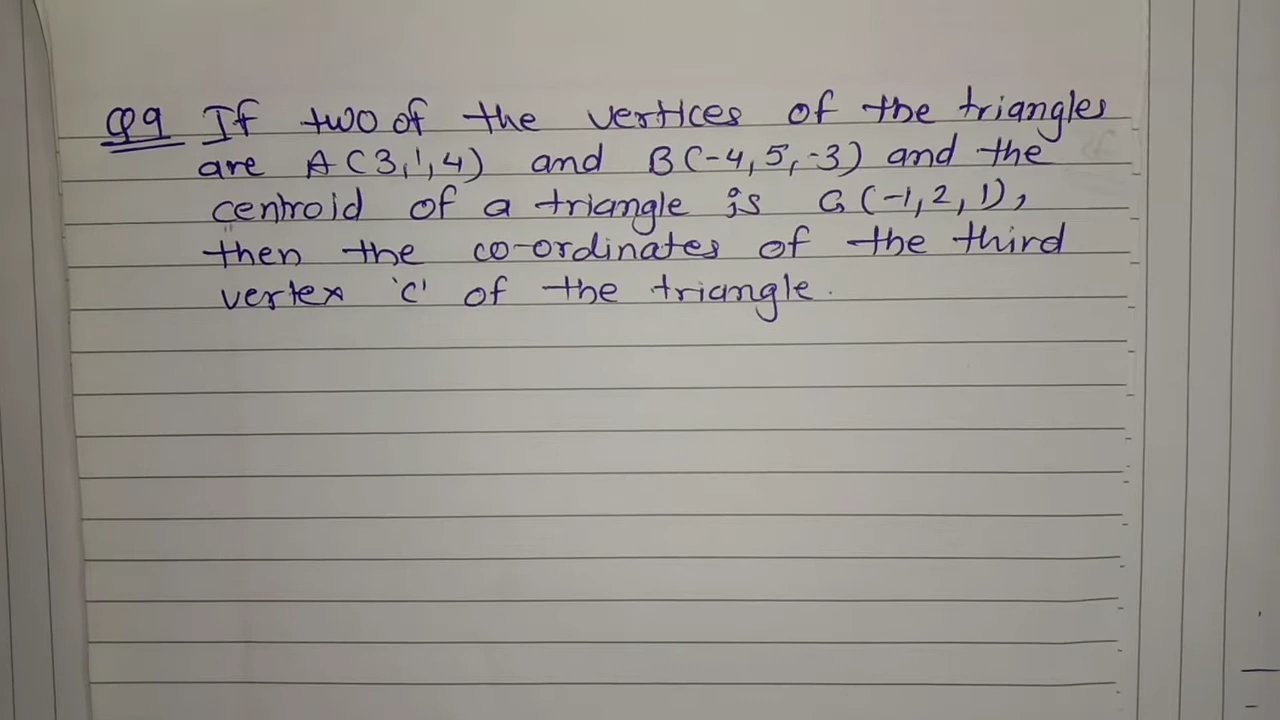 Q9 If two of the vertices of the triangles
are A(3,1,4) and B(-4,5,-3) and the
centroid of a triangle is G(-1,2,1),
then the co-ordinates of the third
vertex 'C' of the triangle.